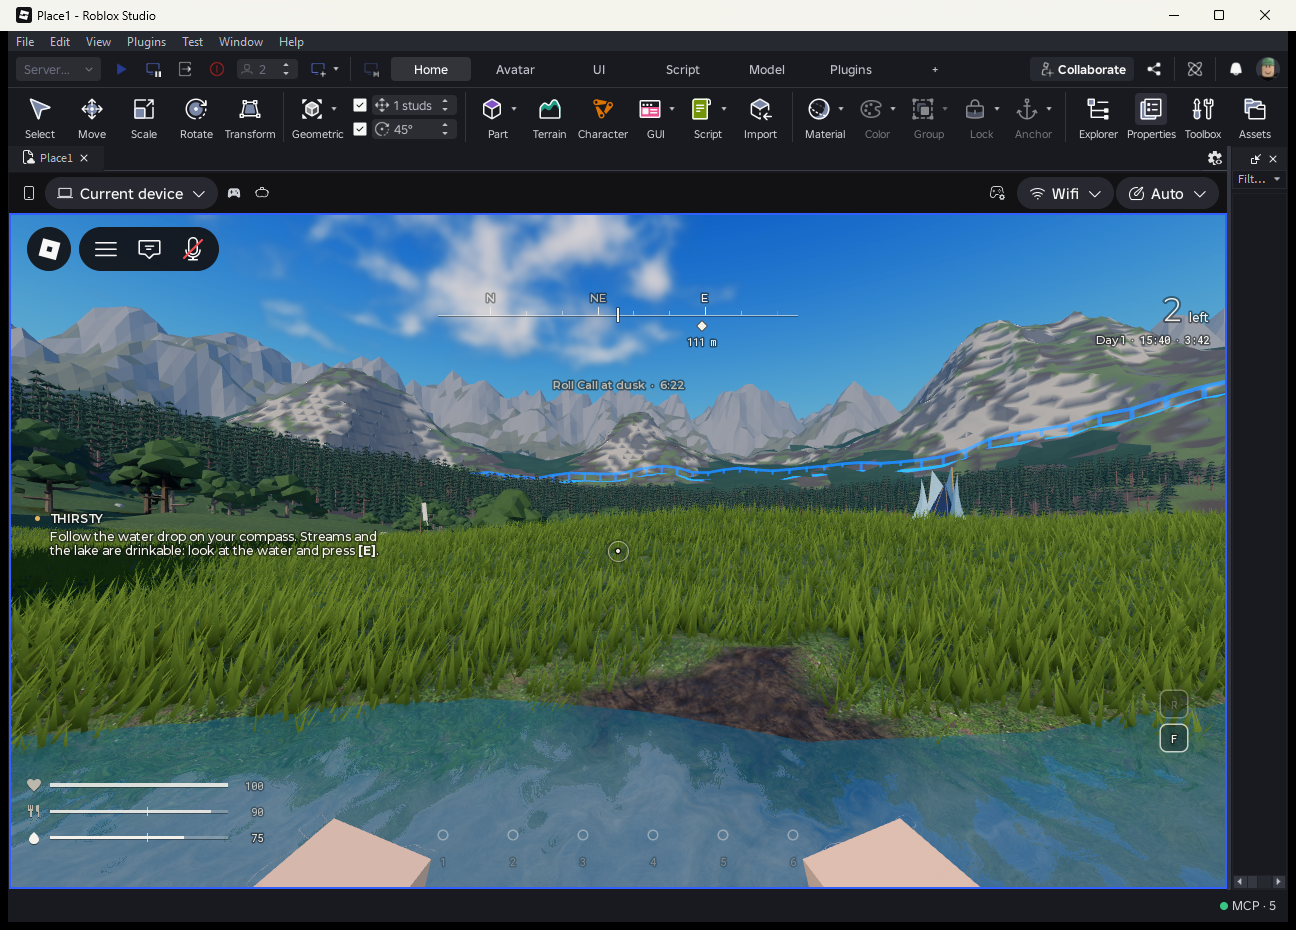 Place1 - Roblox Studio
File Edit View Plugins Test Window Help
Server... 2 Home Avatar UI Script Model Plugins + Collaborate
1 studs
45°
Select Move Scale Rotate Transform Geometric Part Terrain Character GUI Script Import Material Color Group Lock Anchor Explorer Properties Toolbox Assets
Place1
Filt...
Current device Wifi Auto
N NE E
111 m
2 left
Day 1 · 15:40 · 3:42
Roll Call at dusk · 6:22
THIRSTY
Follow the water drop on your compass. Streams and
the lake are drinkable: look at the water and press [E].
R
F
100
90
75
1 2 3 4 5 6
MCP · 5